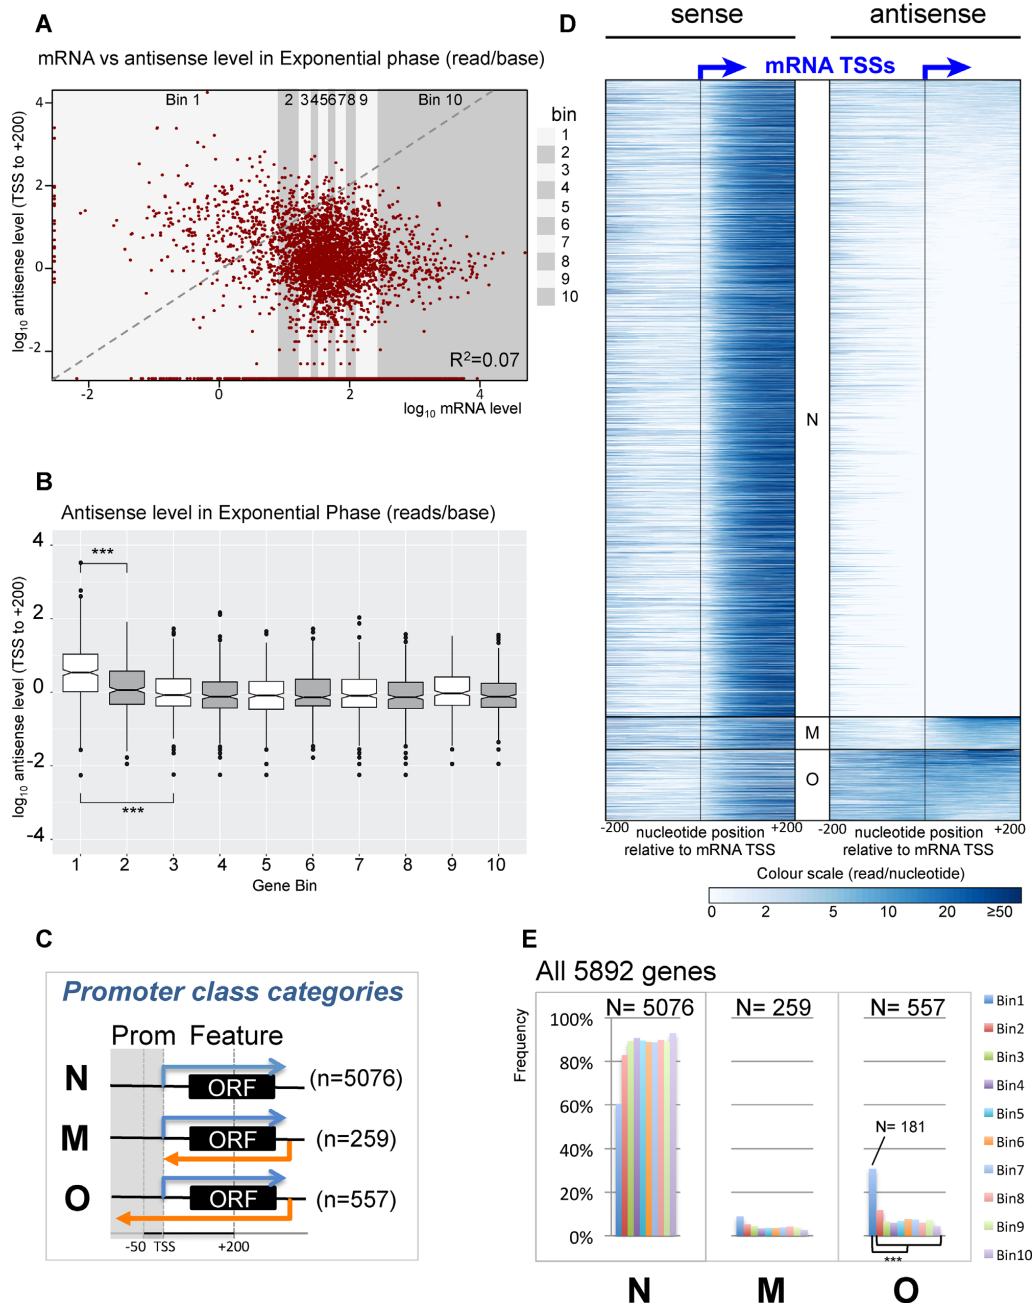 A
mRNA vs antisense level in Exponential phase (read/base)
log10 antisense level (TSS to +200)
4
2
0
-2
Bin 1
2
3
4
5
6
7
8
9
Bin 10
R2=0.07
-2
0
2
4
log10 mRNA level
bin
1
2
3
4
5
6
7
8
9
10
B
Antisense level in Exponential Phase (reads/base)
log10 antisense level (TSS to +200)
4
2
0
-2
-4
***
***
1 2 3 4 5 6 7 8 9 10
Gene Bin
C
Promoter class categories
Prom Feature
N ORF (n=5076)
M ORF (n=259)
O ORF (n=557)
-50 TSS +200
D
sense antisense
mRNA TSSs
N
M
O
-200 nucleotide position +200
relative to mRNA TSS
-200 nucleotide position +200
relative to mRNA TSS
Colour scale (read/nucleotide)
0 2 5 10 20 ≥50
E
All 5892 genes
Frequency
N= 5076 N= 259 N= 557
100%
80%
60%
40%
20%
0%
N= 181
***
N M O
Bin1
Bin2
Bin3
Bin4
Bin5
Bin6
Bin7
Bin8
Bin9
Bin10